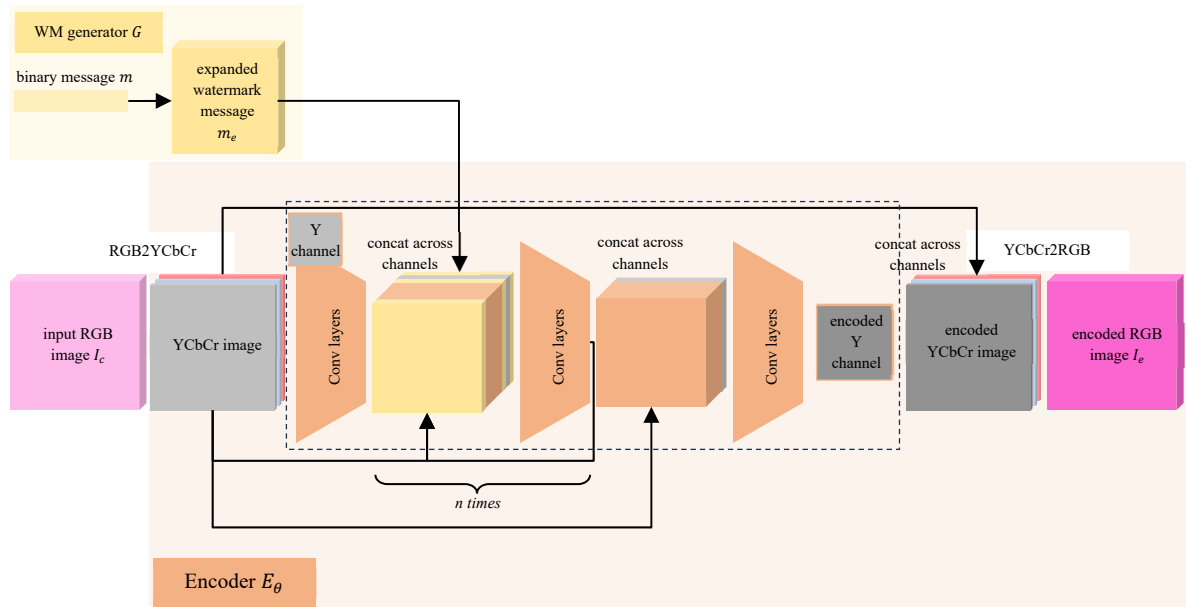 WM generator G
binary message m
expanded
watermark
message
mₑ
RGB2YCbCr
Y
channel
concat across
channels
concat across
channels
concat across
channels
YCbCr2RGB
input RGB
image I_c
YCbCr image
Conv layers
Conv layers
Conv layers
encoded
Y
channel
encoded
YCbCr image
encoded RGB
image Iₑ
n times
Encoder E_θ